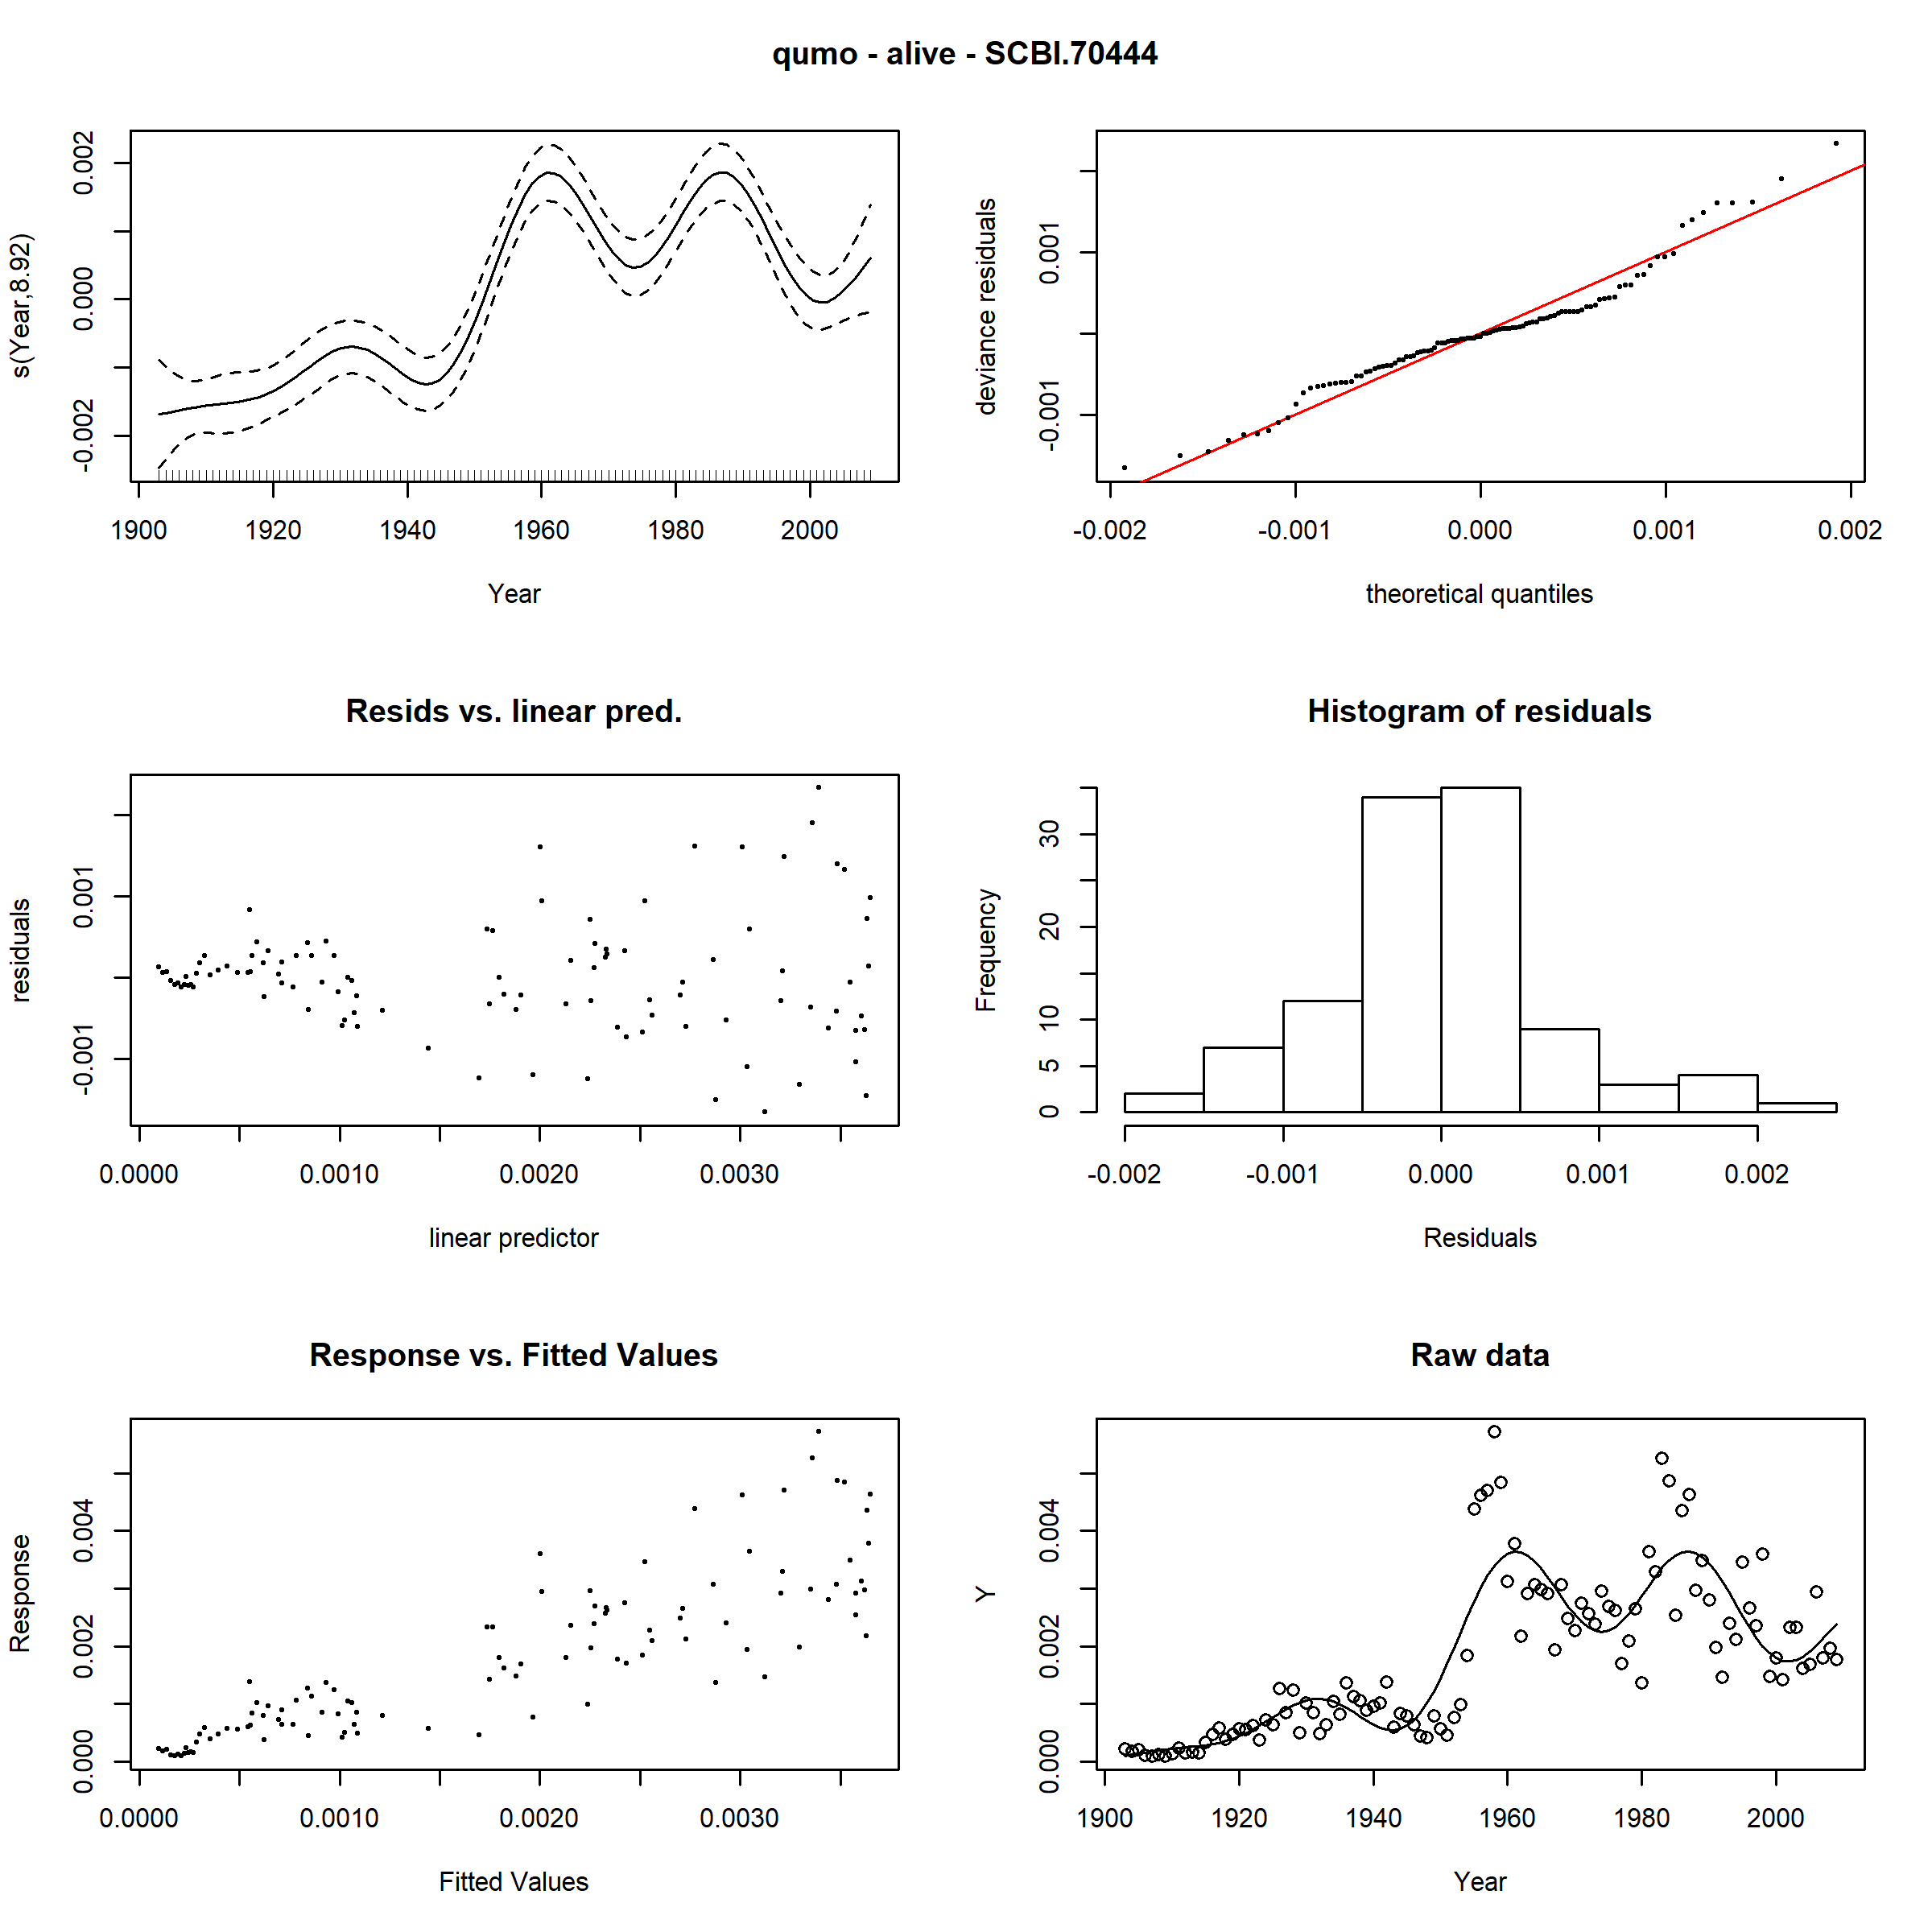 qumo - alive - SCBI.70444
s(Year,8.92)
-0.002 0.000 0.002
1900 1920 1940 1960 1980 2000
Year
deviance residuals
-0.001 0.001
-0.002 -0.001 0.000 0.001 0.002
theoretical quantiles
Resids vs. linear pred.
residuals
-0.001 0.001
0.0000 0.0010 0.0020 0.0030
linear predictor
Histogram of residuals
Frequency
0 5 10 20 30
-0.002 -0.001 0.000 0.001 0.002
Residuals
Response vs. Fitted Values
Response
0.000 0.002 0.004
0.0000 0.0010 0.0020 0.0030
Fitted Values
Raw data
Y
0.000 0.002 0.004
1900 1920 1940 1960 1980 2000
Year